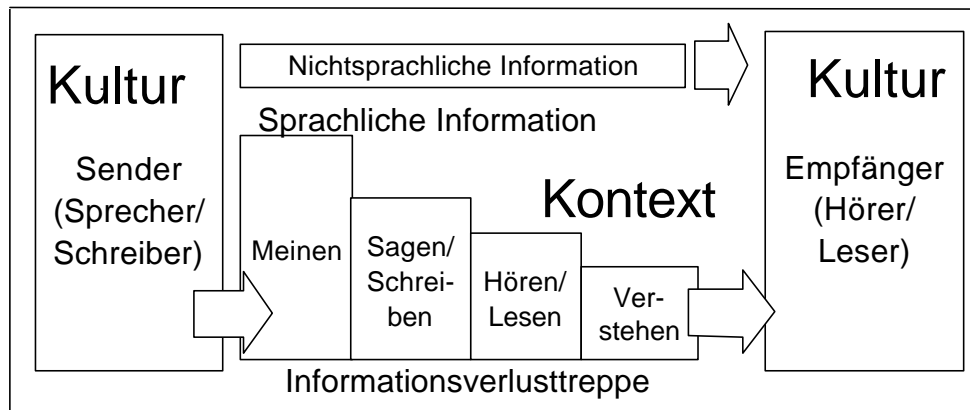 Kultur
Sender
(Sprecher/
Schreiber)
Nichtsprachliche Information
Sprachliche Information
Meinen
Sagen/
Schrei-
ben
Hören/
Lesen
Ver-
stehen
Kontext
Informationsverlusttreppe
Kultur
Empfänger
(Hörer/
Leser)